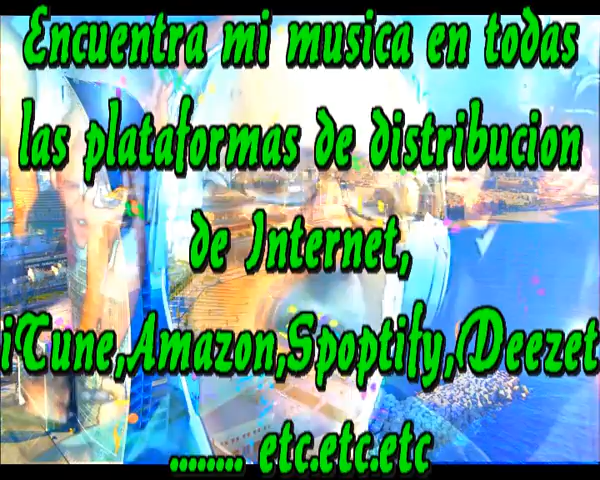 Encuentra mi musica en todas
las plataformas de distribucion
de Internet,
iTune,Amazon,Spoptify,Deezet
........ etc.etc.etc